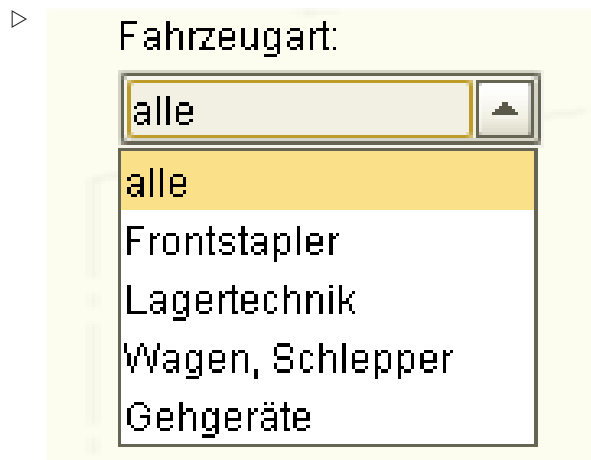 Fahrzeugart:
alle
alle
Frontstapler
Lagertechnik
Wagen, Schlepper
Gehgeräte